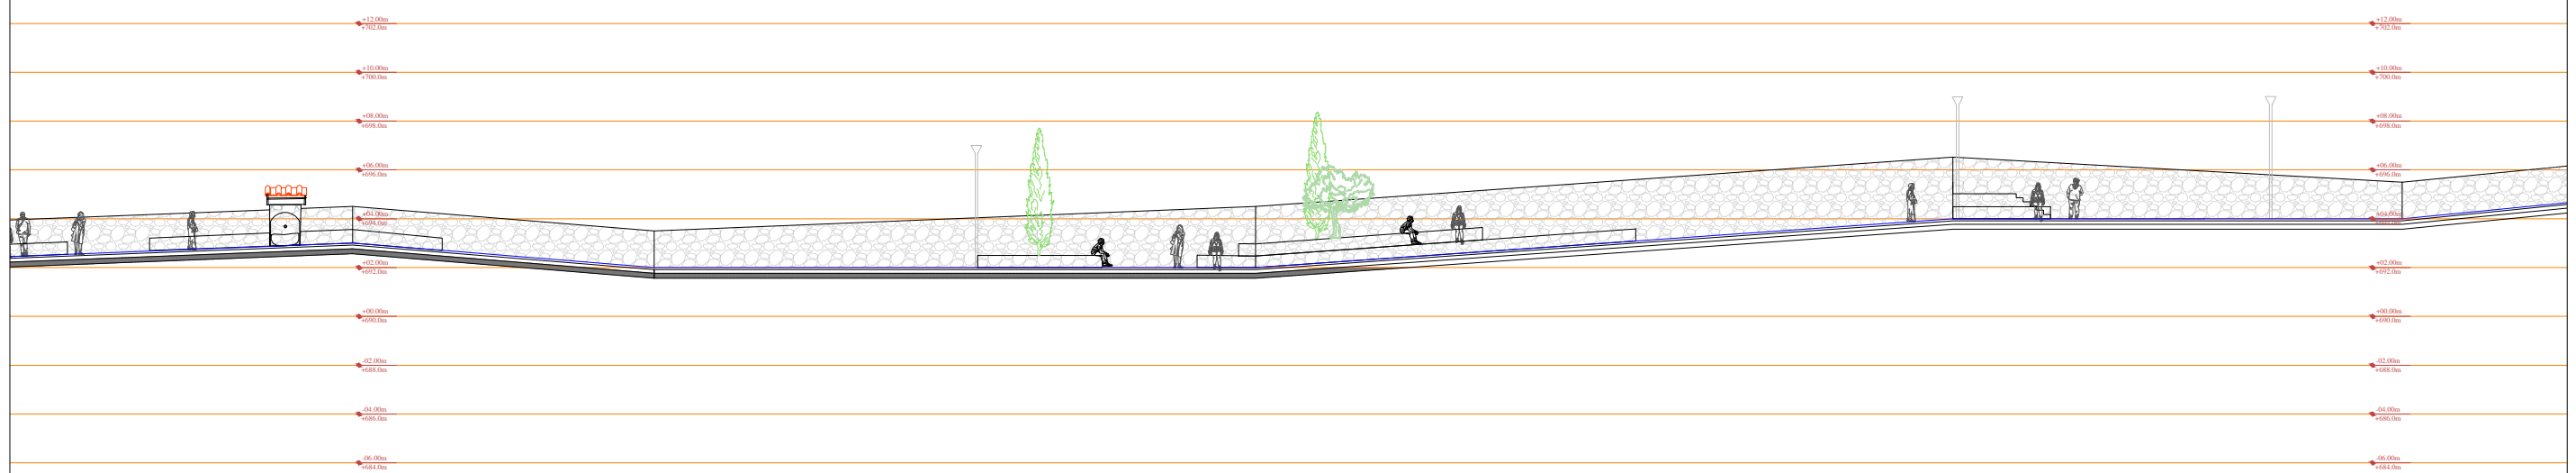 +12.00m +12.00m
+702.0m +702.0m
+10.00m +10.00m
+700.0m +700.0m
+08.00m +08.00m
+698.0m +698.0m
+06.00m +06.00m
+696.0m +696.0m
+04.00m +04.00m
+694.0m
+02.00m +02.00m
+692.0m +692.0m
+00.00m +00.00m
+690.0m +690.0m
-02.00m -02.00m
+688.0m +688.0m
-04.00m -04.00m
+686.0m +686.0m
-06.00m -06.00m
+684.0m +684.0m